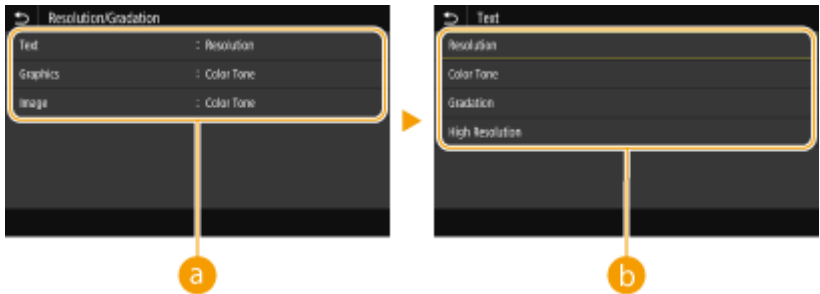 Resolution/Gradation
Text : Resolution
Graphics : Color Tone
Image : Color Tone
a
Text
Resolution
Color Tone
Gradation
High Resolution
b